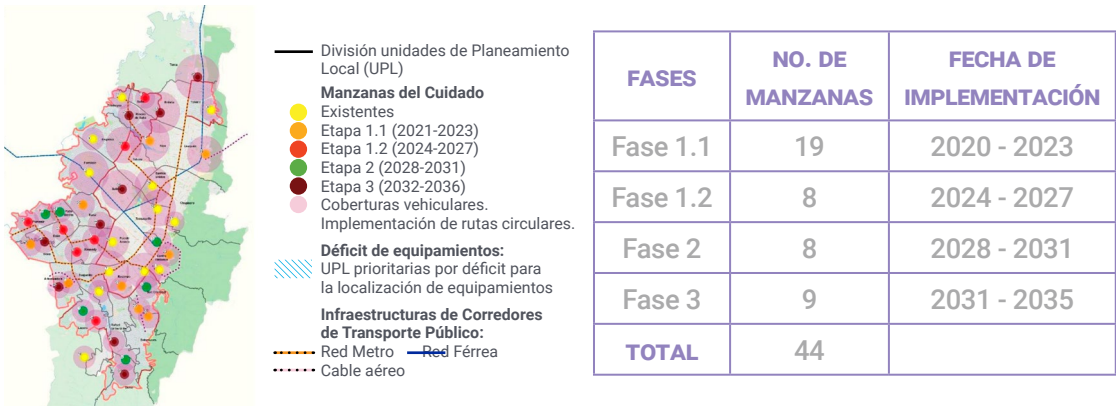 División unidades de Planeamiento
Local (UPL)
Manzanas del Cuidado
Existentes
Etapa 1.1 (2021-2023)
Etapa 1.2 (2024-2027)
Etapa 2 (2028-2031)
Etapa 3 (2032-2036)
Coberturas vehiculares.
Implementación de rutas circulares.
Déficit de equipamientos:
UPL prioritarias por déficit para
la localización de equipamientos
Infraestructuras de Corredores
de Transporte Público:
Red Metro Red Férrea
Cable aéreo
FASES NO. DE MANZANAS FECHA DE IMPLEMENTACIÓN
Fase 1.1 19 2020 - 2023
Fase 1.2 8 2024 - 2027
Fase 2 8 2028 - 2031
Fase 3 9 2031 - 2035
TOTAL 44